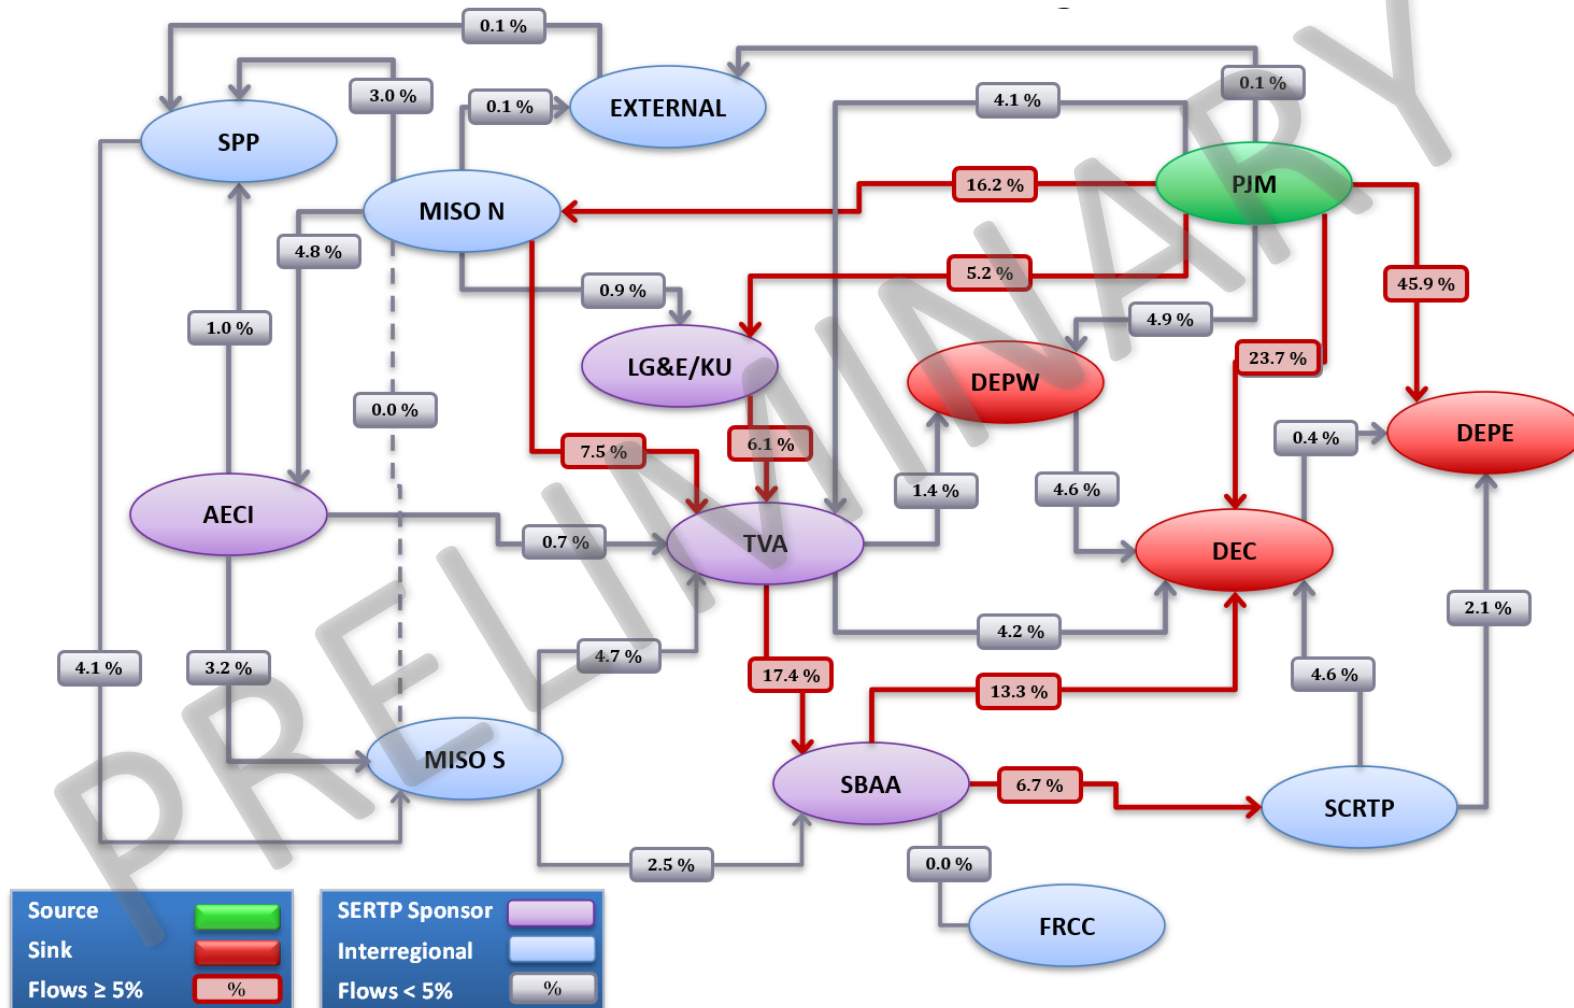 0.1 %
3.0 %
0.1 %
EXTERNAL
4.1 %
0.1 %
SPP
MISO N
16.2 %
PJM
4.8 %
5.2 %
45.9 %
0.9 %
1.0 %
4.9 %
LG&E/KU
DEPW
23.7 %
0.0 %
7.5 %
6.1 %
0.4 %
DEPE
1.4 %
4.6 %
AECI
0.7 %
TVA
DEC
4.2 %
2.1 %
4.1 %
3.2 %
4.7 %
17.4 %
13.3 %
4.6 %
MISO S
SBAA
6.7 %
SCRTP
2.5 %
0.0 %
FRCC
PRELIMINARY
Source
Sink
Flows ≥ 5% %
SERTP Sponsor
Interregional
Flows < 5% %